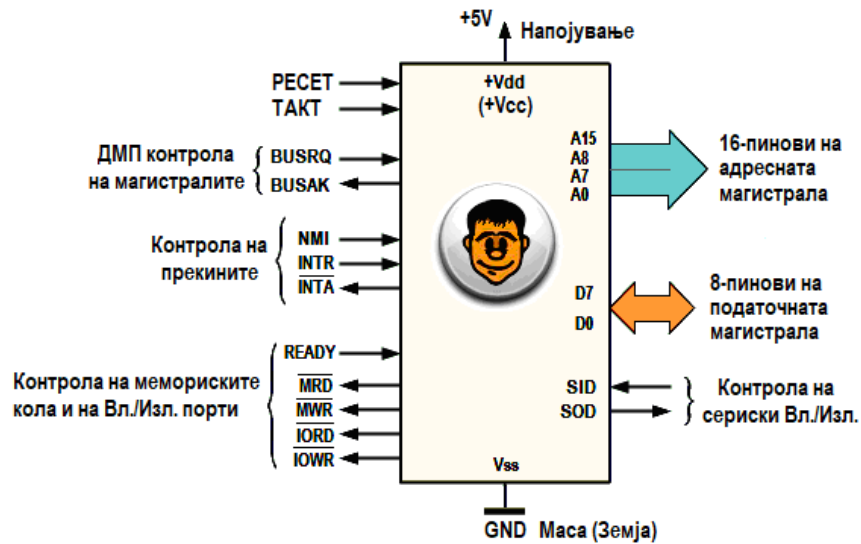 +5V
Напојување
РЕСЕТ
ТАКТ
+Vdd
(+Vcc)
ДМП контрола
на магистралите
BUSRQ
BUSAK
A15
A8
A7
A0
16-пинови на
адресната
магистрала
Контрола на
прекините
NMI
INTR
INTA
D7
D0
8-пинови на
податочната
магистрала
Контрола на мемориските
кола и на Вл./Изл. порти
READY
MRD
MWR
IORD
IOWR
SID
SOD
Контрола на
сериски Вл./Изл.
Vss
GND Маса (Земја)